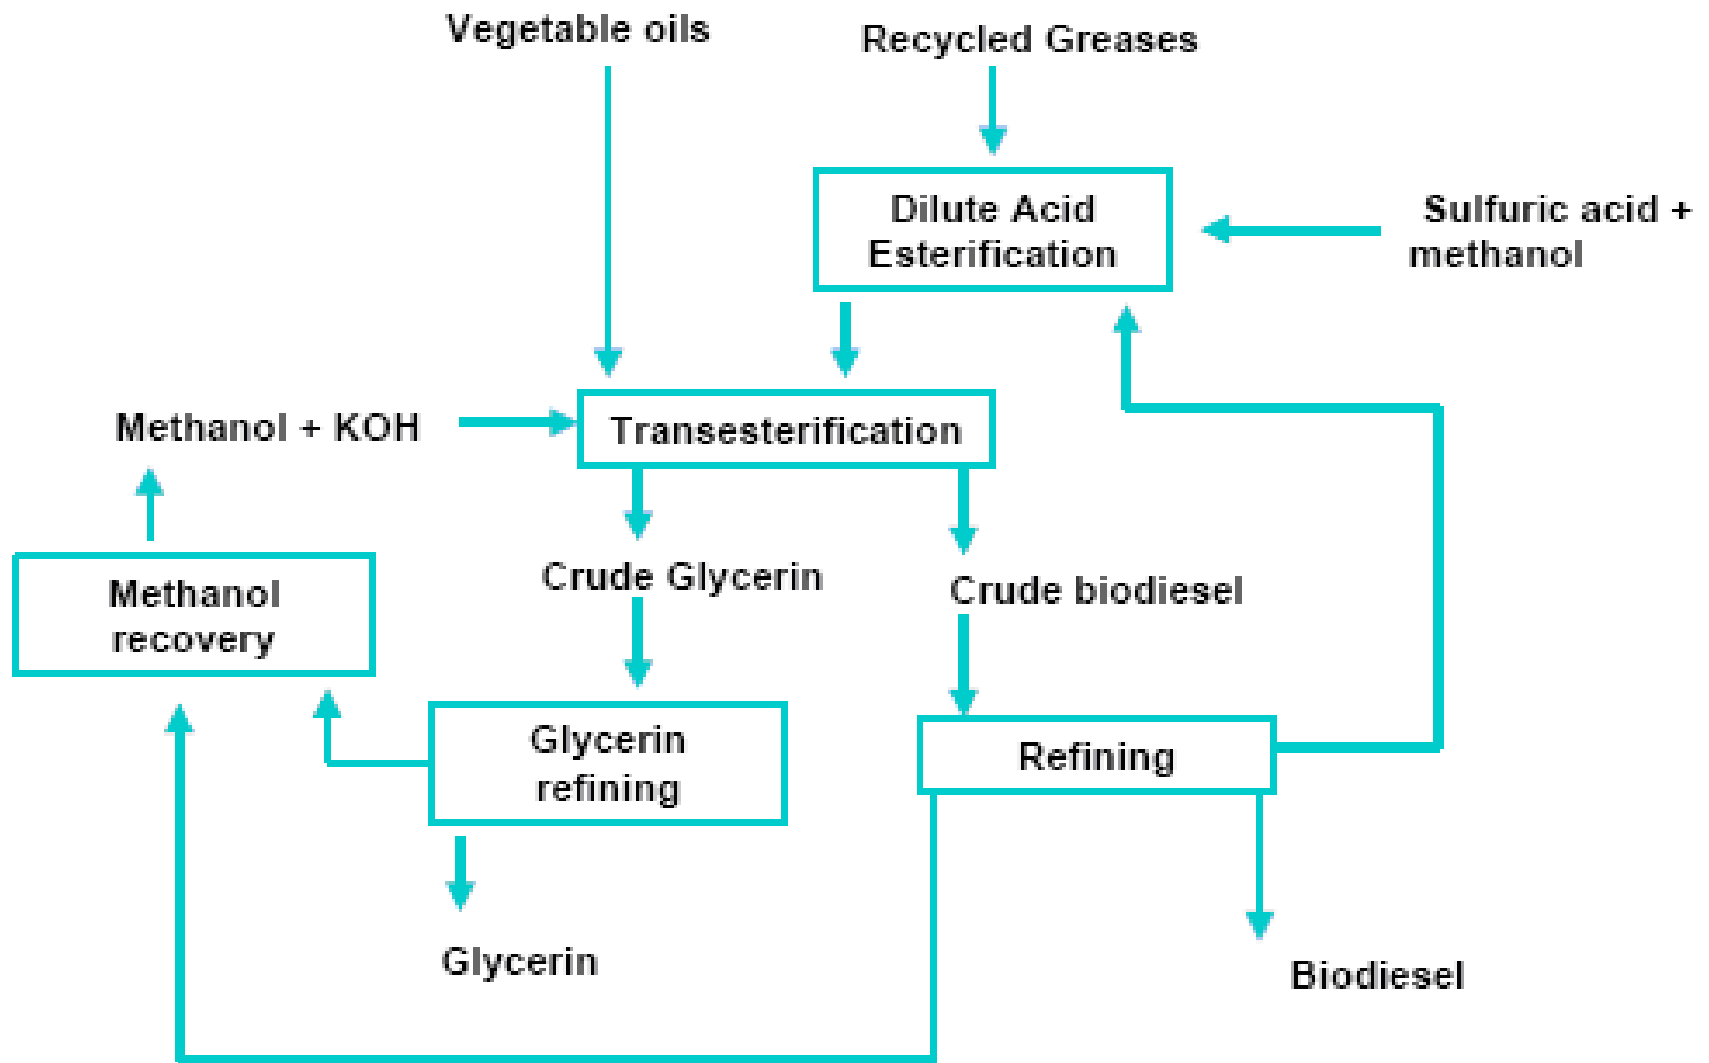 Vegetable oils
Recycled Greases
Dilute Acid
Esterification
Sulfuric acid +
methanol
Methanol + KOH
Transesterification
Crude Glycerin
Crude biodiesel
Methanol
recovery
Glycerin
refining
Refining
Glycerin
Biodiesel